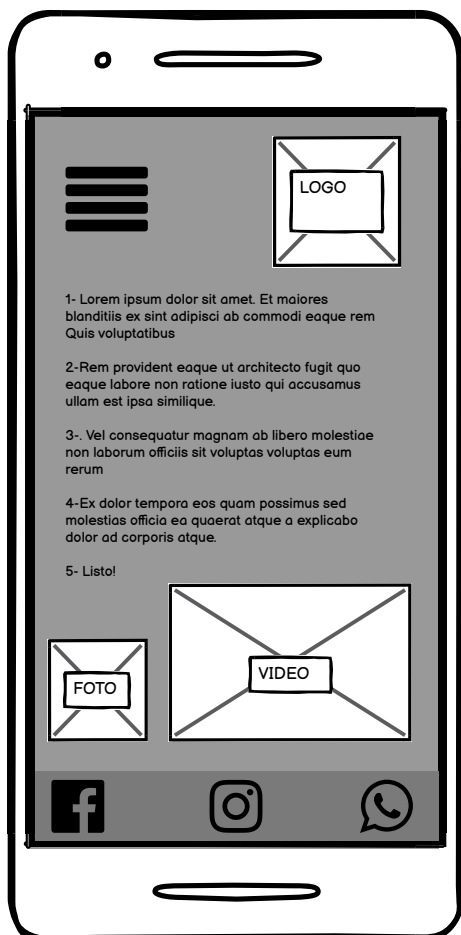 LOGO
1- Lorem ipsum dolor sit amet. Et maiores
blanditiis ex sint adipisci ab commodi eaque rem
Quis voluptatibus
2-Rem provident eaque ut architecto fugit quo
eaque labore non ratione iusto qui accusamus
ullam est ipsa similique.
3-. Vel consequatur magnam ab libero molestiae
non laborum officiis sit voluptas voluptas eum
rerum
4-Ex dolor tempora eos quam possimus sed
molestias officia ea quaerat atque a explicabo
dolor ad corporis atque.
5- Listo!
FOTO
VIDEO